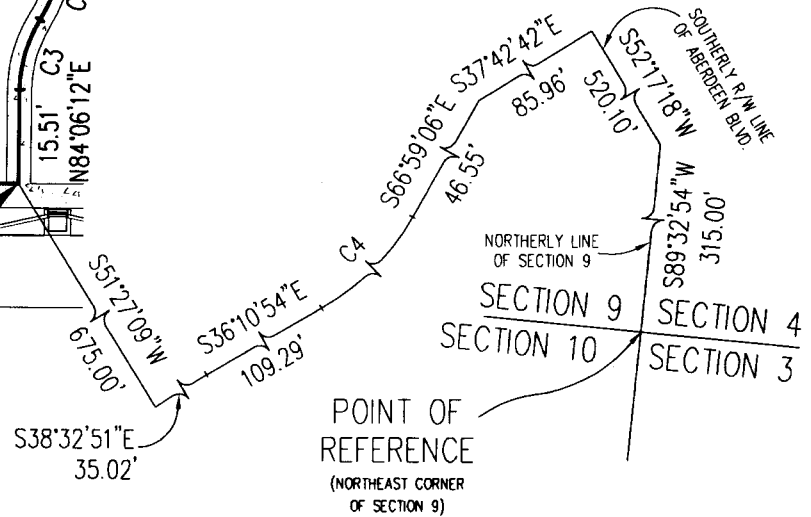 C
C3
15.51'
N84°06'12"E
S37°42'42"E
85.96'
S52°17'18"W
520.10'
SOUTHERLY R/W LINE
OF ABERDEEN BLVD.
S66°59'06"E
46.55'
C4
NORTHERLY LINE
OF SECTION 9
S89°32'54"W
315.00'
S51°27'09"W
675.00'
S36°10'54"E
109.29'
S38°32'51"E
35.02'
SECTION 9
SECTION 4
SECTION 10
SECTION 3
POINT OF
REFERENCE
(NORTHEAST CORNER
OF SECTION 9)